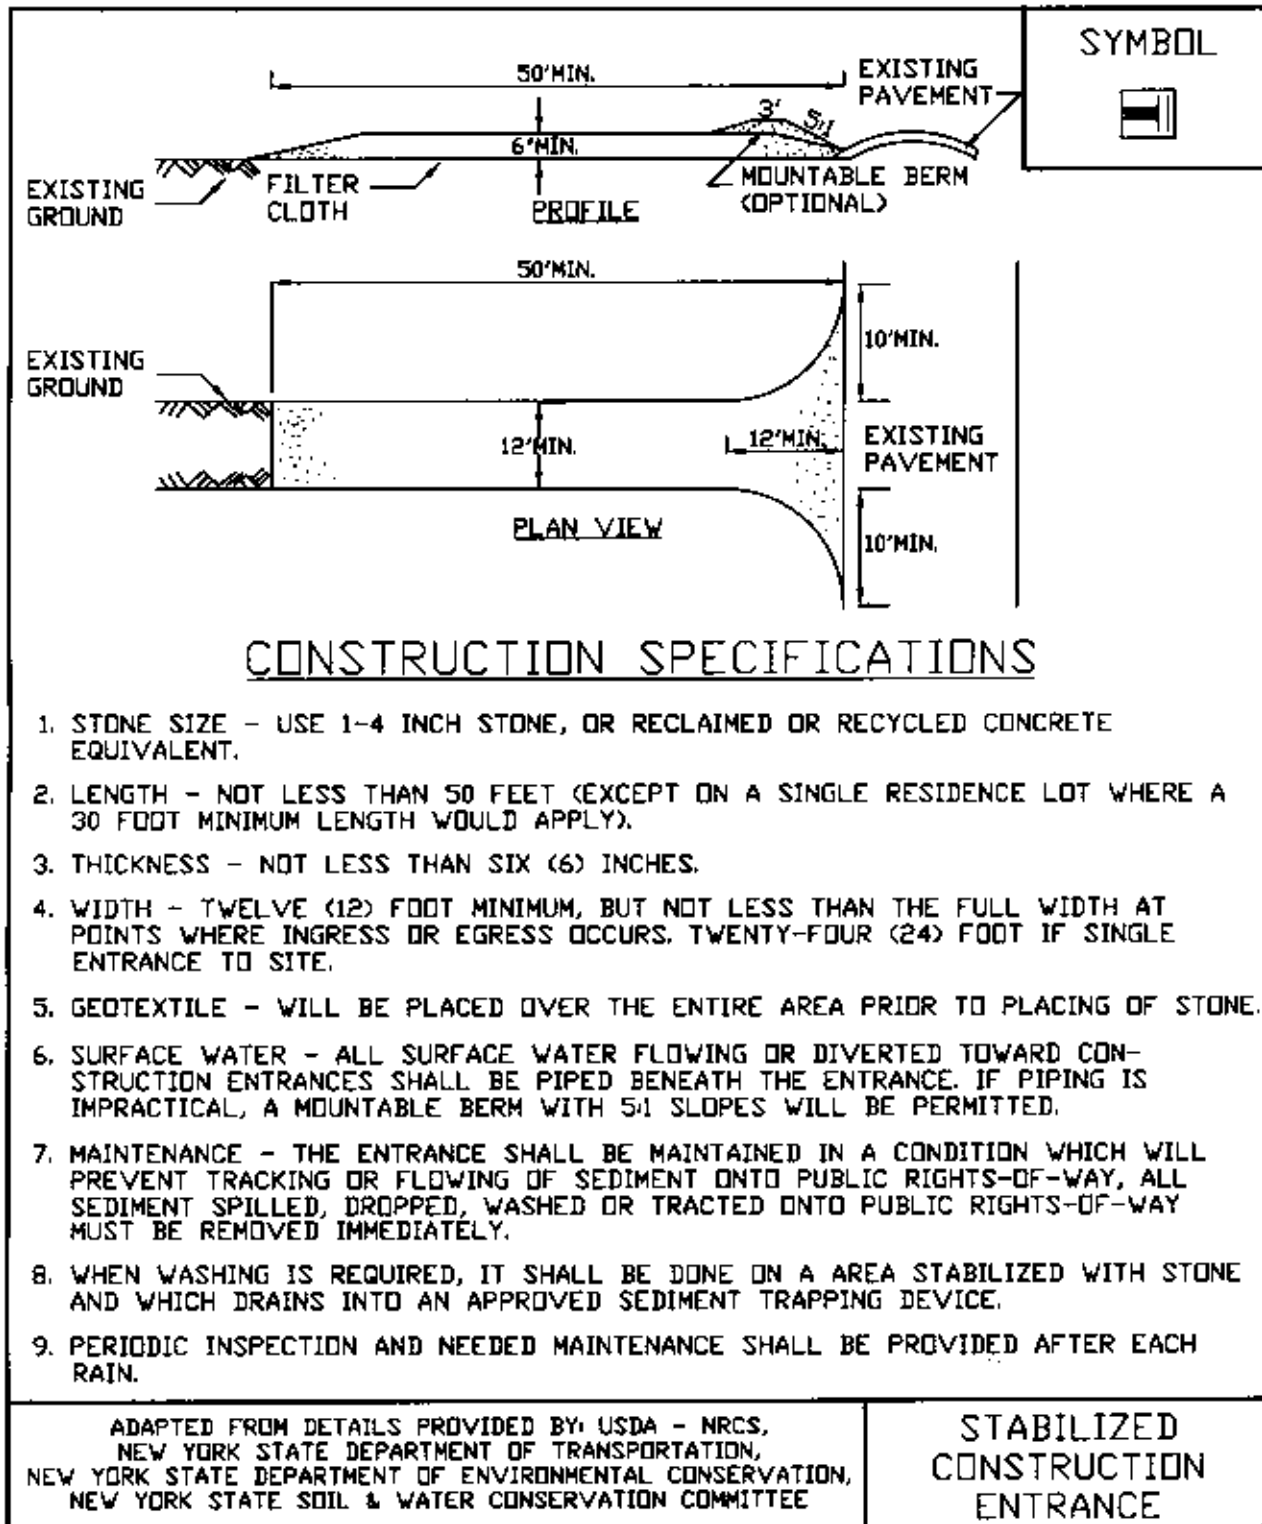 SYMBOL
50'MIN.
EXISTING
PAVEMENT
3'
5:1
6'MIN.
EXISTING
GROUND
FILTER
CLOTH
PROFILE
MOUNTABLE BERM
(OPTIONAL)
50'MIN.
10'MIN.
EXISTING
GROUND
12'MIN.
12'MIN.
EXISTING
PAVEMENT
PLAN VIEW
10'MIN.
CONSTRUCTION SPECIFICATIONS
1. STONE SIZE - USE 1-4 INCH STONE, OR RECLAIMED OR RECYCLED CONCRETE
EQUIVALENT.
2. LENGTH - NOT LESS THAN 50 FEET (EXCEPT ON A SINGLE RESIDENCE LOT WHERE A
30 FOOT MINIMUM LENGTH WOULD APPLY).
3. THICKNESS - NOT LESS THAN SIX (6) INCHES.
4. WIDTH - TWELVE (12) FOOT MINIMUM, BUT NOT LESS THAN THE FULL WIDTH AT
POINTS WHERE INGRESS OR EGRESS OCCURS. TWENTY-FOUR (24) FOOT IF SINGLE
ENTRANCE TO SITE.
5. GEOTEXTILE - WILL BE PLACED OVER THE ENTIRE AREA PRIOR TO PLACING OF STONE.
6. SURFACE WATER - ALL SURFACE WATER FLOWING OR DIVERTED TOWARD CON-
STRUCTION ENTRANCES SHALL BE PIPED BENEATH THE ENTRANCE. IF PIPING IS
IMPRACTICAL, A MOUNTABLE BERM WITH 5:1 SLOPES WILL BE PERMITTED.
7. MAINTENANCE - THE ENTRANCE SHALL BE MAINTAINED IN A CONDITION WHICH WILL
PREVENT TRACKING OR FLOWING OF SEDIMENT ONTO PUBLIC RIGHTS-OF-WAY, ALL
SEDIMENT SPILLED, DROPPED, WASHED OR TRACTED ONTO PUBLIC RIGHTS-OF-WAY
MUST BE REMOVED IMMEDIATELY.
8. WHEN WASHING IS REQUIRED, IT SHALL BE DONE ON A AREA STABILIZED WITH STONE
AND WHICH DRAINS INTO AN APPROVED SEDIMENT TRAPPING DEVICE.
9. PERIODIC INSPECTION AND NEEDED MAINTENANCE SHALL BE PROVIDED AFTER EACH
RAIN.
ADAPTED FROM DETAILS PROVIDED BY: USDA - NRCS,
NEW YORK STATE DEPARTMENT OF TRANSPORTATION,
NEW YORK STATE DEPARTMENT OF ENVIRONMENTAL CONSERVATION,
NEW YORK STATE SOIL & WATER CONSERVATION COMMITTEE
STABILIZED
CONSTRUCTION
ENTRANCE